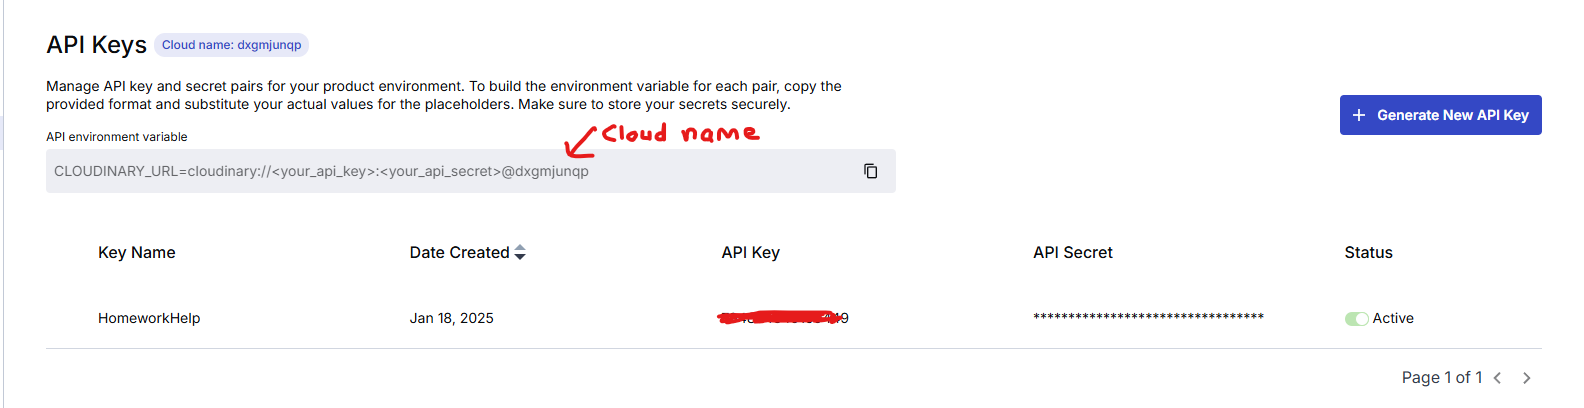 API Keys Cloud name: dxgmjunqp
Manage API key and secret pairs for your product environment. To build the environment variable for each pair, copy the
provided format and substitute your actual values for the placeholders. Make sure to store your secrets securely.
+ Generate New API Key
API environment variable
Cloud name
CLOUDINARY_URL=cloudinary://<your_api_key>:<your_api_secret>@dxgmjunqp
Key Name Date Created API Key API Secret Status
HomeworkHelp Jan 18, 2025 ********************************* Active
Page 1 of 1